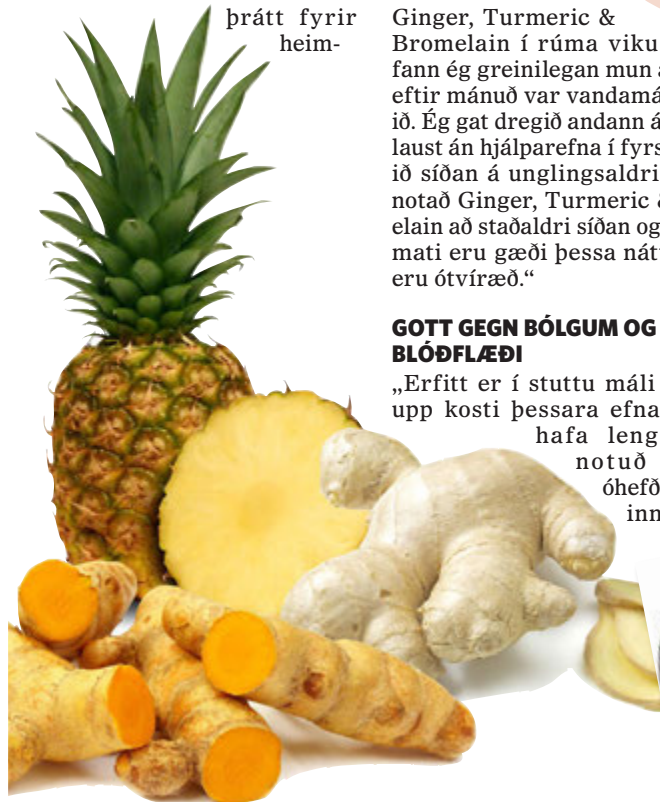 þrátt fyrir
heim-
Ginger, Turmeric &
Bromelain í rúma viku
fann ég greinilegan mun
eftir mánuð var vandamá
ið. Ég gat dregið andann á
laust án hjálparefna í fyrs
ið síðan á unglingsaldri
notað Ginger, Turmeric &
elain að staðaldri síðan og
mati eru gæði þessa nátt
eru ótvíræð.“
GOTT GEGN BÓLGUM OG
BLÓÐFLÆÐI
„Erfitt er í stuttu máli
upp kosti þessara efna
hafa leng
notuð
óhefð
inn